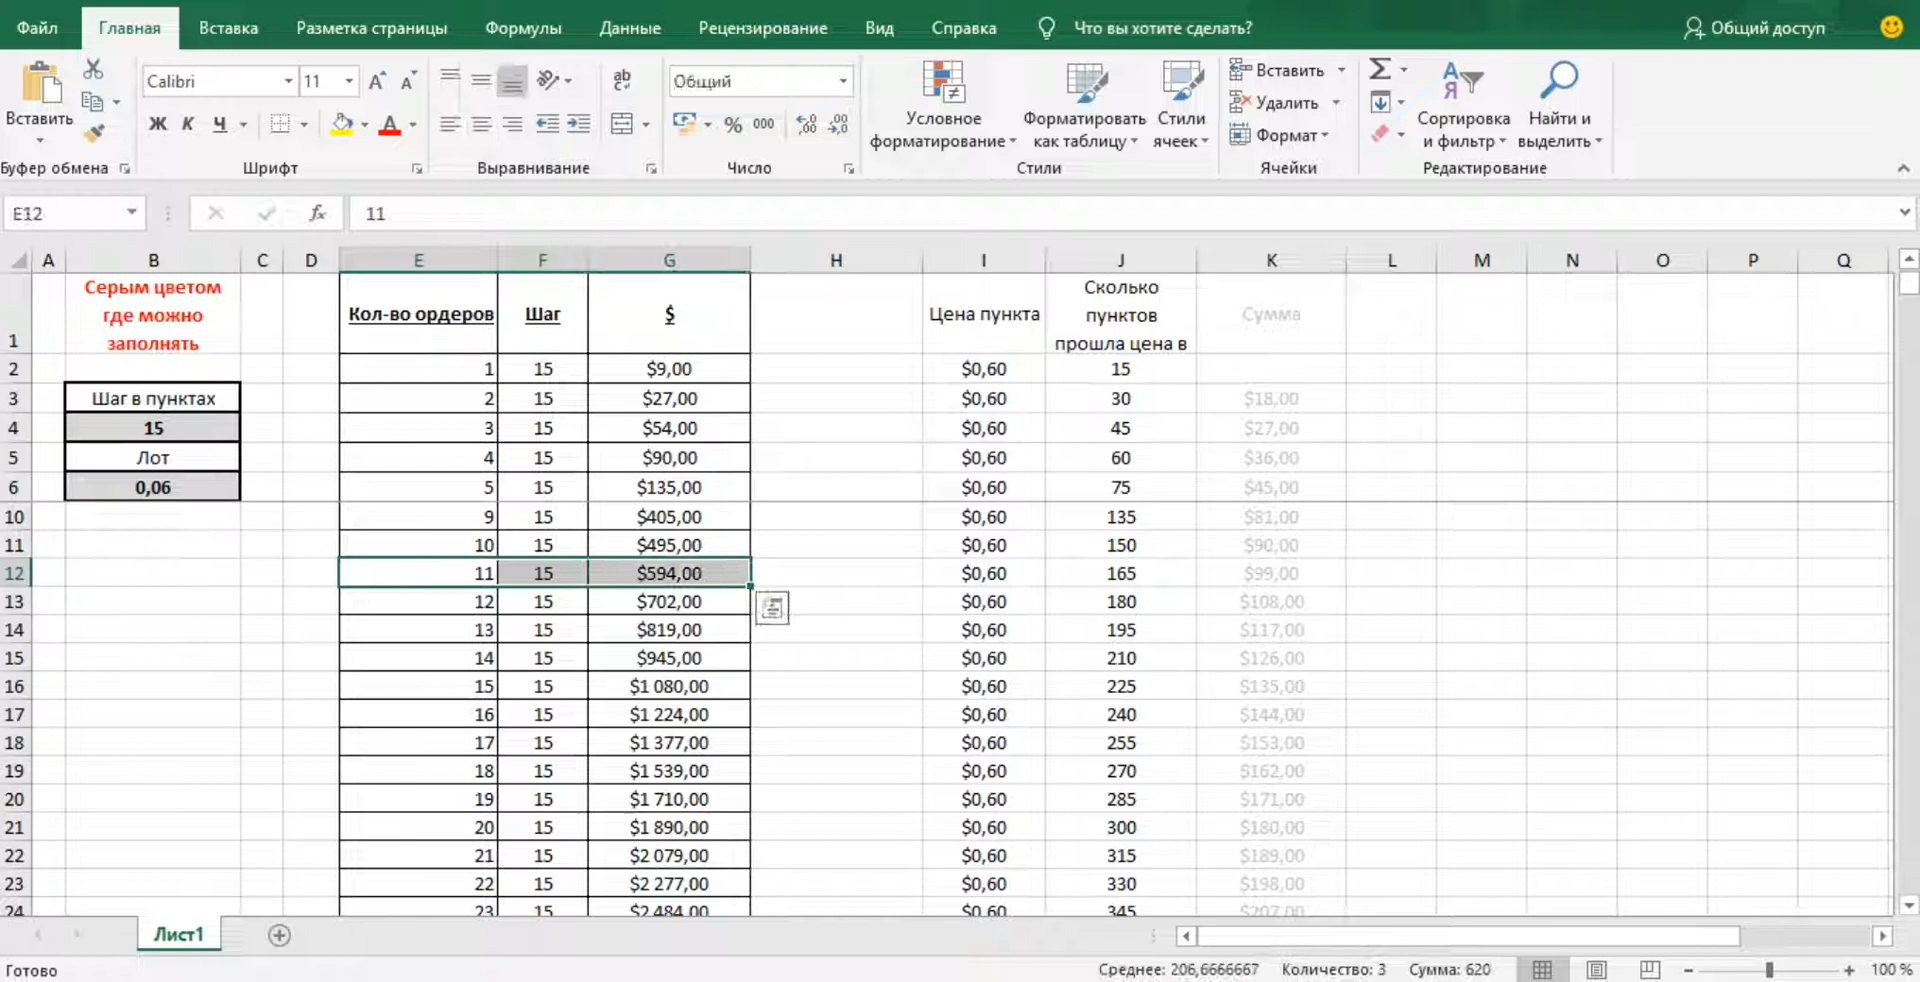 Файл Главная Вставка Разметка страницы Формулы Данные Рецензирование Вид Справка Что вы хотите сделать? Общий доступ
Вставить
Буфер обмена
Calibri 11
Ж К Ч
Шрифт
Выравнивание
Общий
% 000
Число
Условное форматирование
Форматировать как таблицу
Стили ячеек
Стили
Вставить
Удалить
Формат
Ячейки
Сортировка и фильтр
Найти и выделить
Редактирование
E12 fx 11
A B C D E F G H I J K L M N O P Q
1 Серым цветом где можно заполнять Кол-во ордеров Шаг $ Цена пункта Сколько пунктов прошла цена в Сумма
2 1 15 $9,00 $0,60 15
3 Шаг в пунктах 2 15 $27,00 $0,60 30 $18,00
4 15 3 15 $54,00 $0,60 45 $27,00
5 Лот 4 15 $90,00 $0,60 60 $36,00
6 0,06 5 15 $135,00 $0,60 75 $45,00
10 9 15 $405,00 $0,60 135 $81,00
11 10 15 $495,00 $0,60 150 $90,00
12 11 15 $594,00 $0,60 165 $99,00
13 12 15 $702,00 $0,60 180 $108,00
14 13 15 $819,00 $0,60 195 $117,00
15 14 15 $945,00 $0,60 210 $126,00
16 15 15 $1 080,00 $0,60 225 $135,00
17 16 15 $1 224,00 $0,60 240 $144,00
18 17 15 $1 377,00 $0,60 255 $153,00
19 18 15 $1 539,00 $0,60 270 $162,00
20 19 15 $1 710,00 $0,60 285 $171,00
21 20 15 $1 890,00 $0,60 300 $180,00
22 21 15 $2 079,00 $0,60 315 $189,00
23 22 15 $2 277,00 $0,60 330 $198,00
24 23 15 $2 484,00 $0,60 345 $207,00
Лист1
Готово Среднее: 206,6666667 Количество: 3 Сумма: 620 100 %